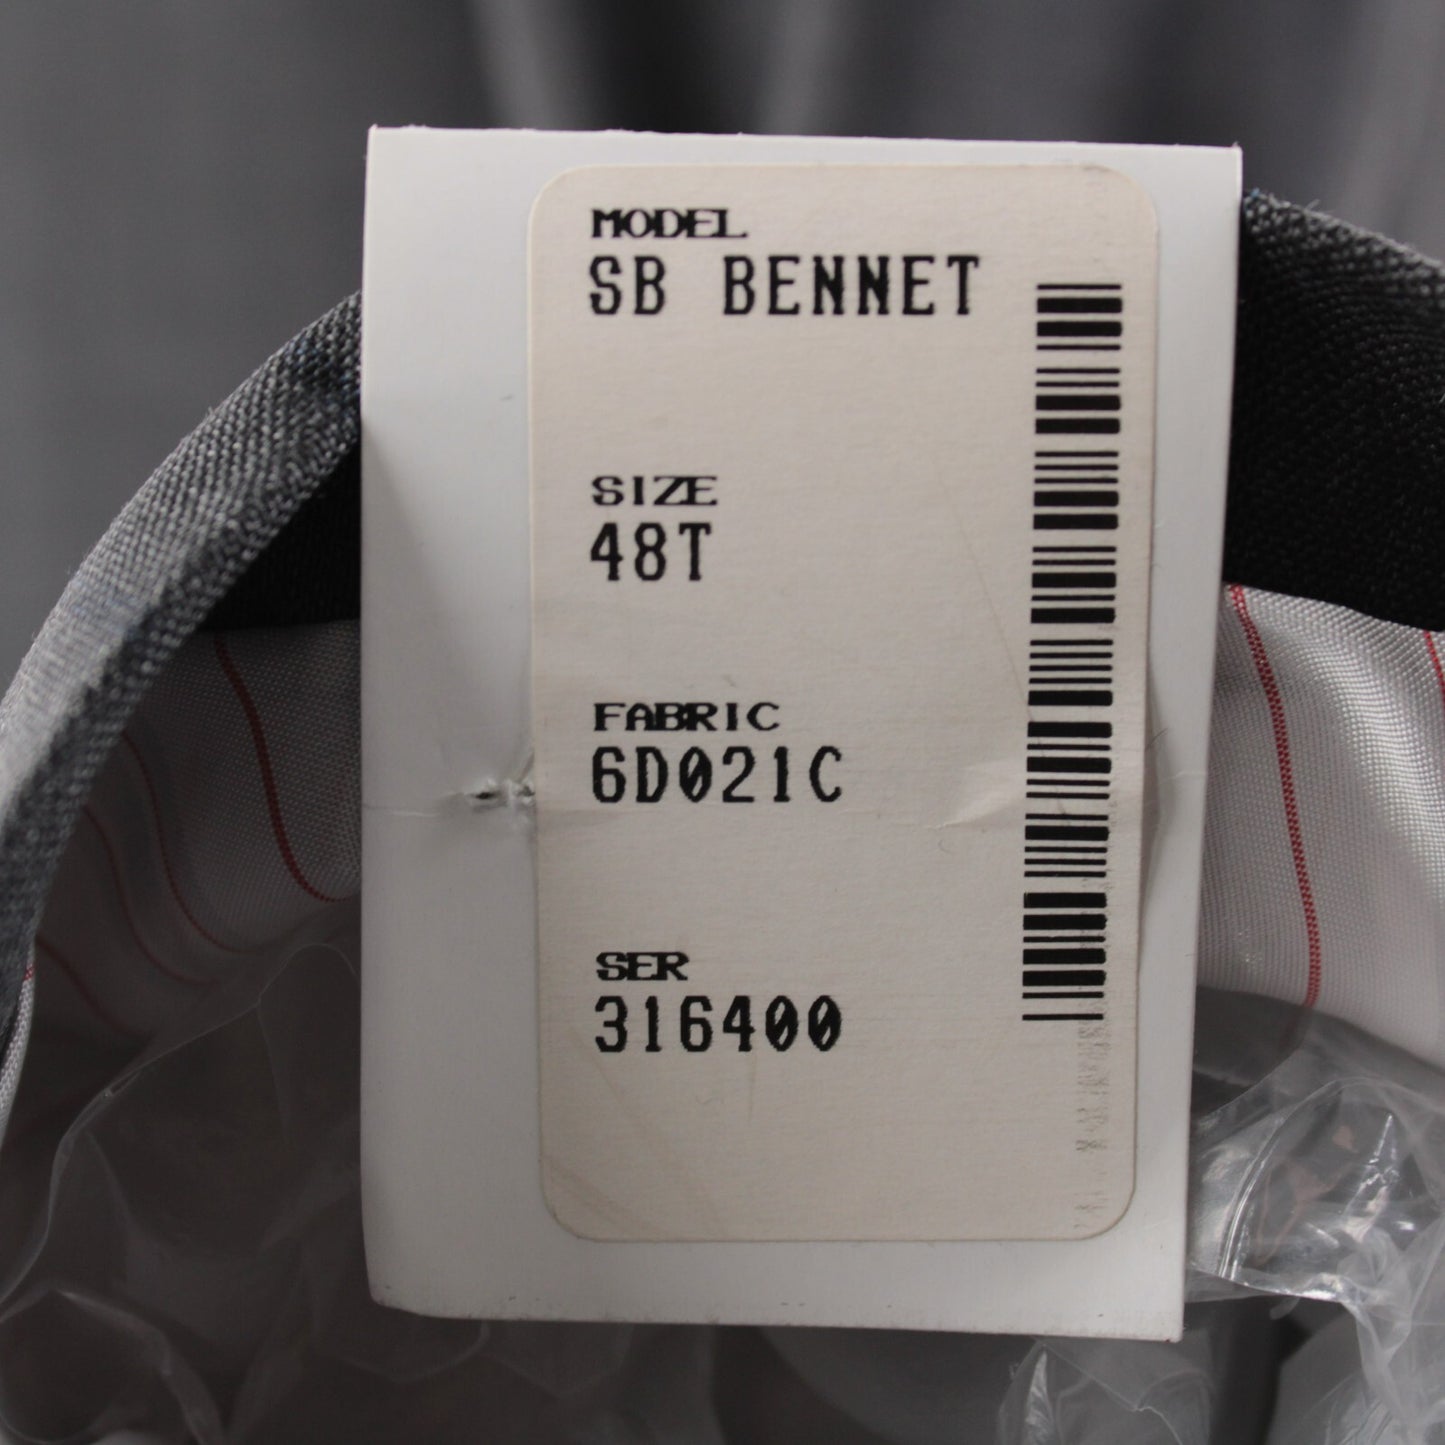 MODEL
SB BENNET
SIZE
48T
FABRIC
6D021C
SER
316400